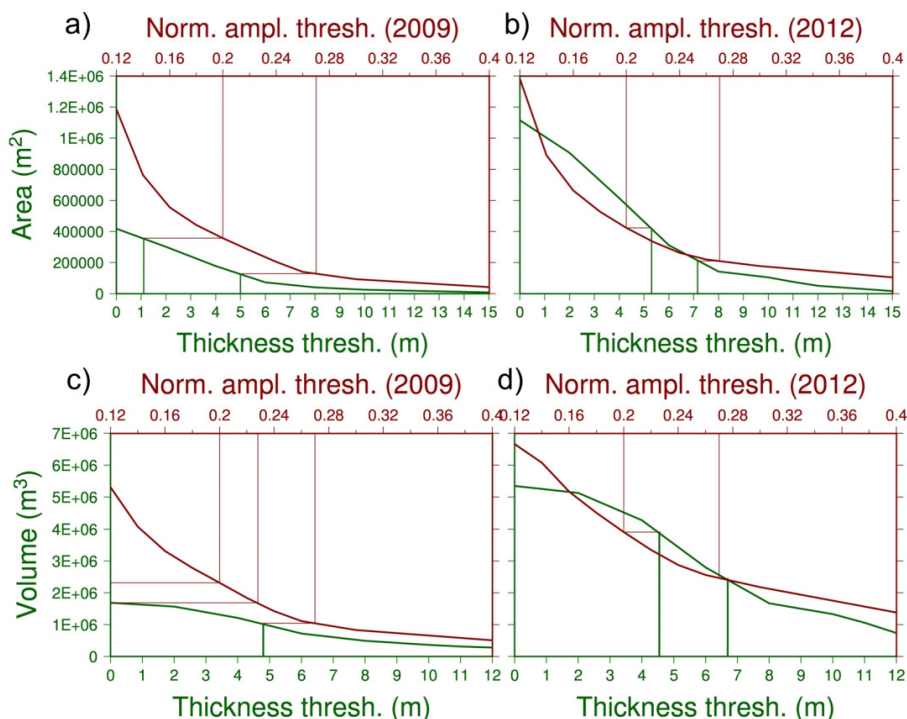 a) Norm. ampl. thresh. (2009)
0.12 0.16 0.2 0.24 0.28 0.32 0.36 0.4
1.4E+06
1.2E+06
1E+06
800000
600000
400000
200000
0
Area (m²)
0 1 2 3 4 5 6 7 8 9 10 11 12 13 14 15
Thickness thresh. (m)
b) Norm. ampl. thresh. (2012)
0.12 0.16 0.2 0.24 0.28 0.32 0.36 0.4
0 1 2 3 4 5 6 7 8 9 10 11 12 13 14 15
Thickness thresh. (m)
c) Norm. ampl. thresh. (2009)
0.12 0.16 0.2 0.24 0.28 0.32 0.36 0.4
7E+06
6E+06
5E+06
4E+06
3E+06
2E+06
1E+06
0
Volume (m³)
0 1 2 3 4 5 6 7 8 9 10 11 12
Thickness thresh. (m)
d) Norm. ampl. thresh. (2012)
0.12 0.16 0.2 0.24 0.28 0.32 0.36 0.4
0 1 2 3 4 5 6 7 8 9 10 11 12
Thickness thresh. (m)